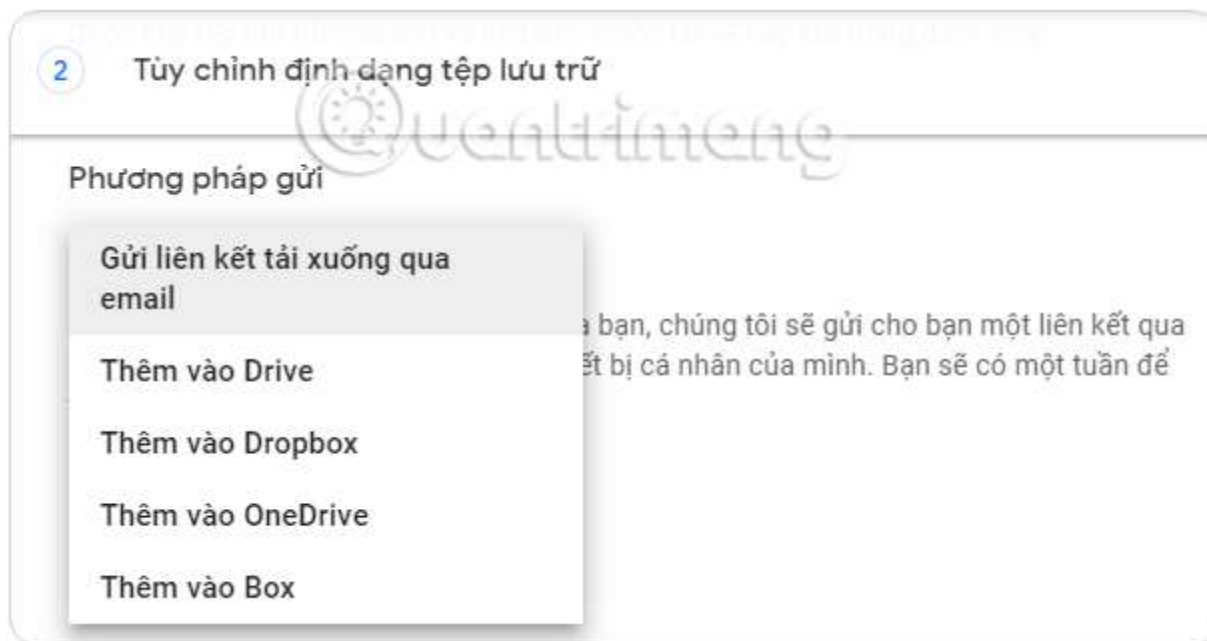 2 Tùy chỉnh định dạng tệp lưu trữ
Quantrimang
Phương pháp gửi
Gửi liên kết tải xuống qua
email
a bạn, chúng tôi sẽ gửi cho bạn một liên kết qua
ết bị cá nhân của mình. Bạn sẽ có một tuần để
Thêm vào Drive
Thêm vào Dropbox
Thêm vào OneDrive
Thêm vào Box